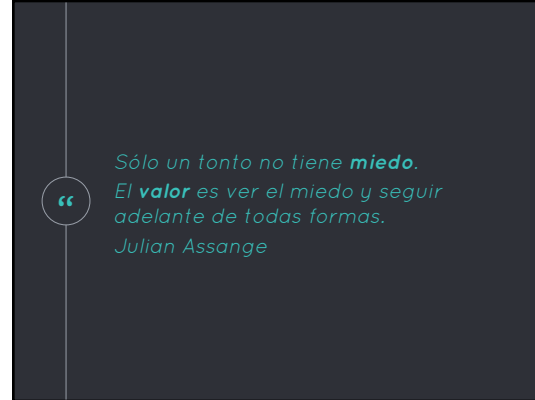 “
Sólo un tonto no tiene miedo.
El valor es ver el miedo y seguir
adelante de todas formas.
Julian Assange